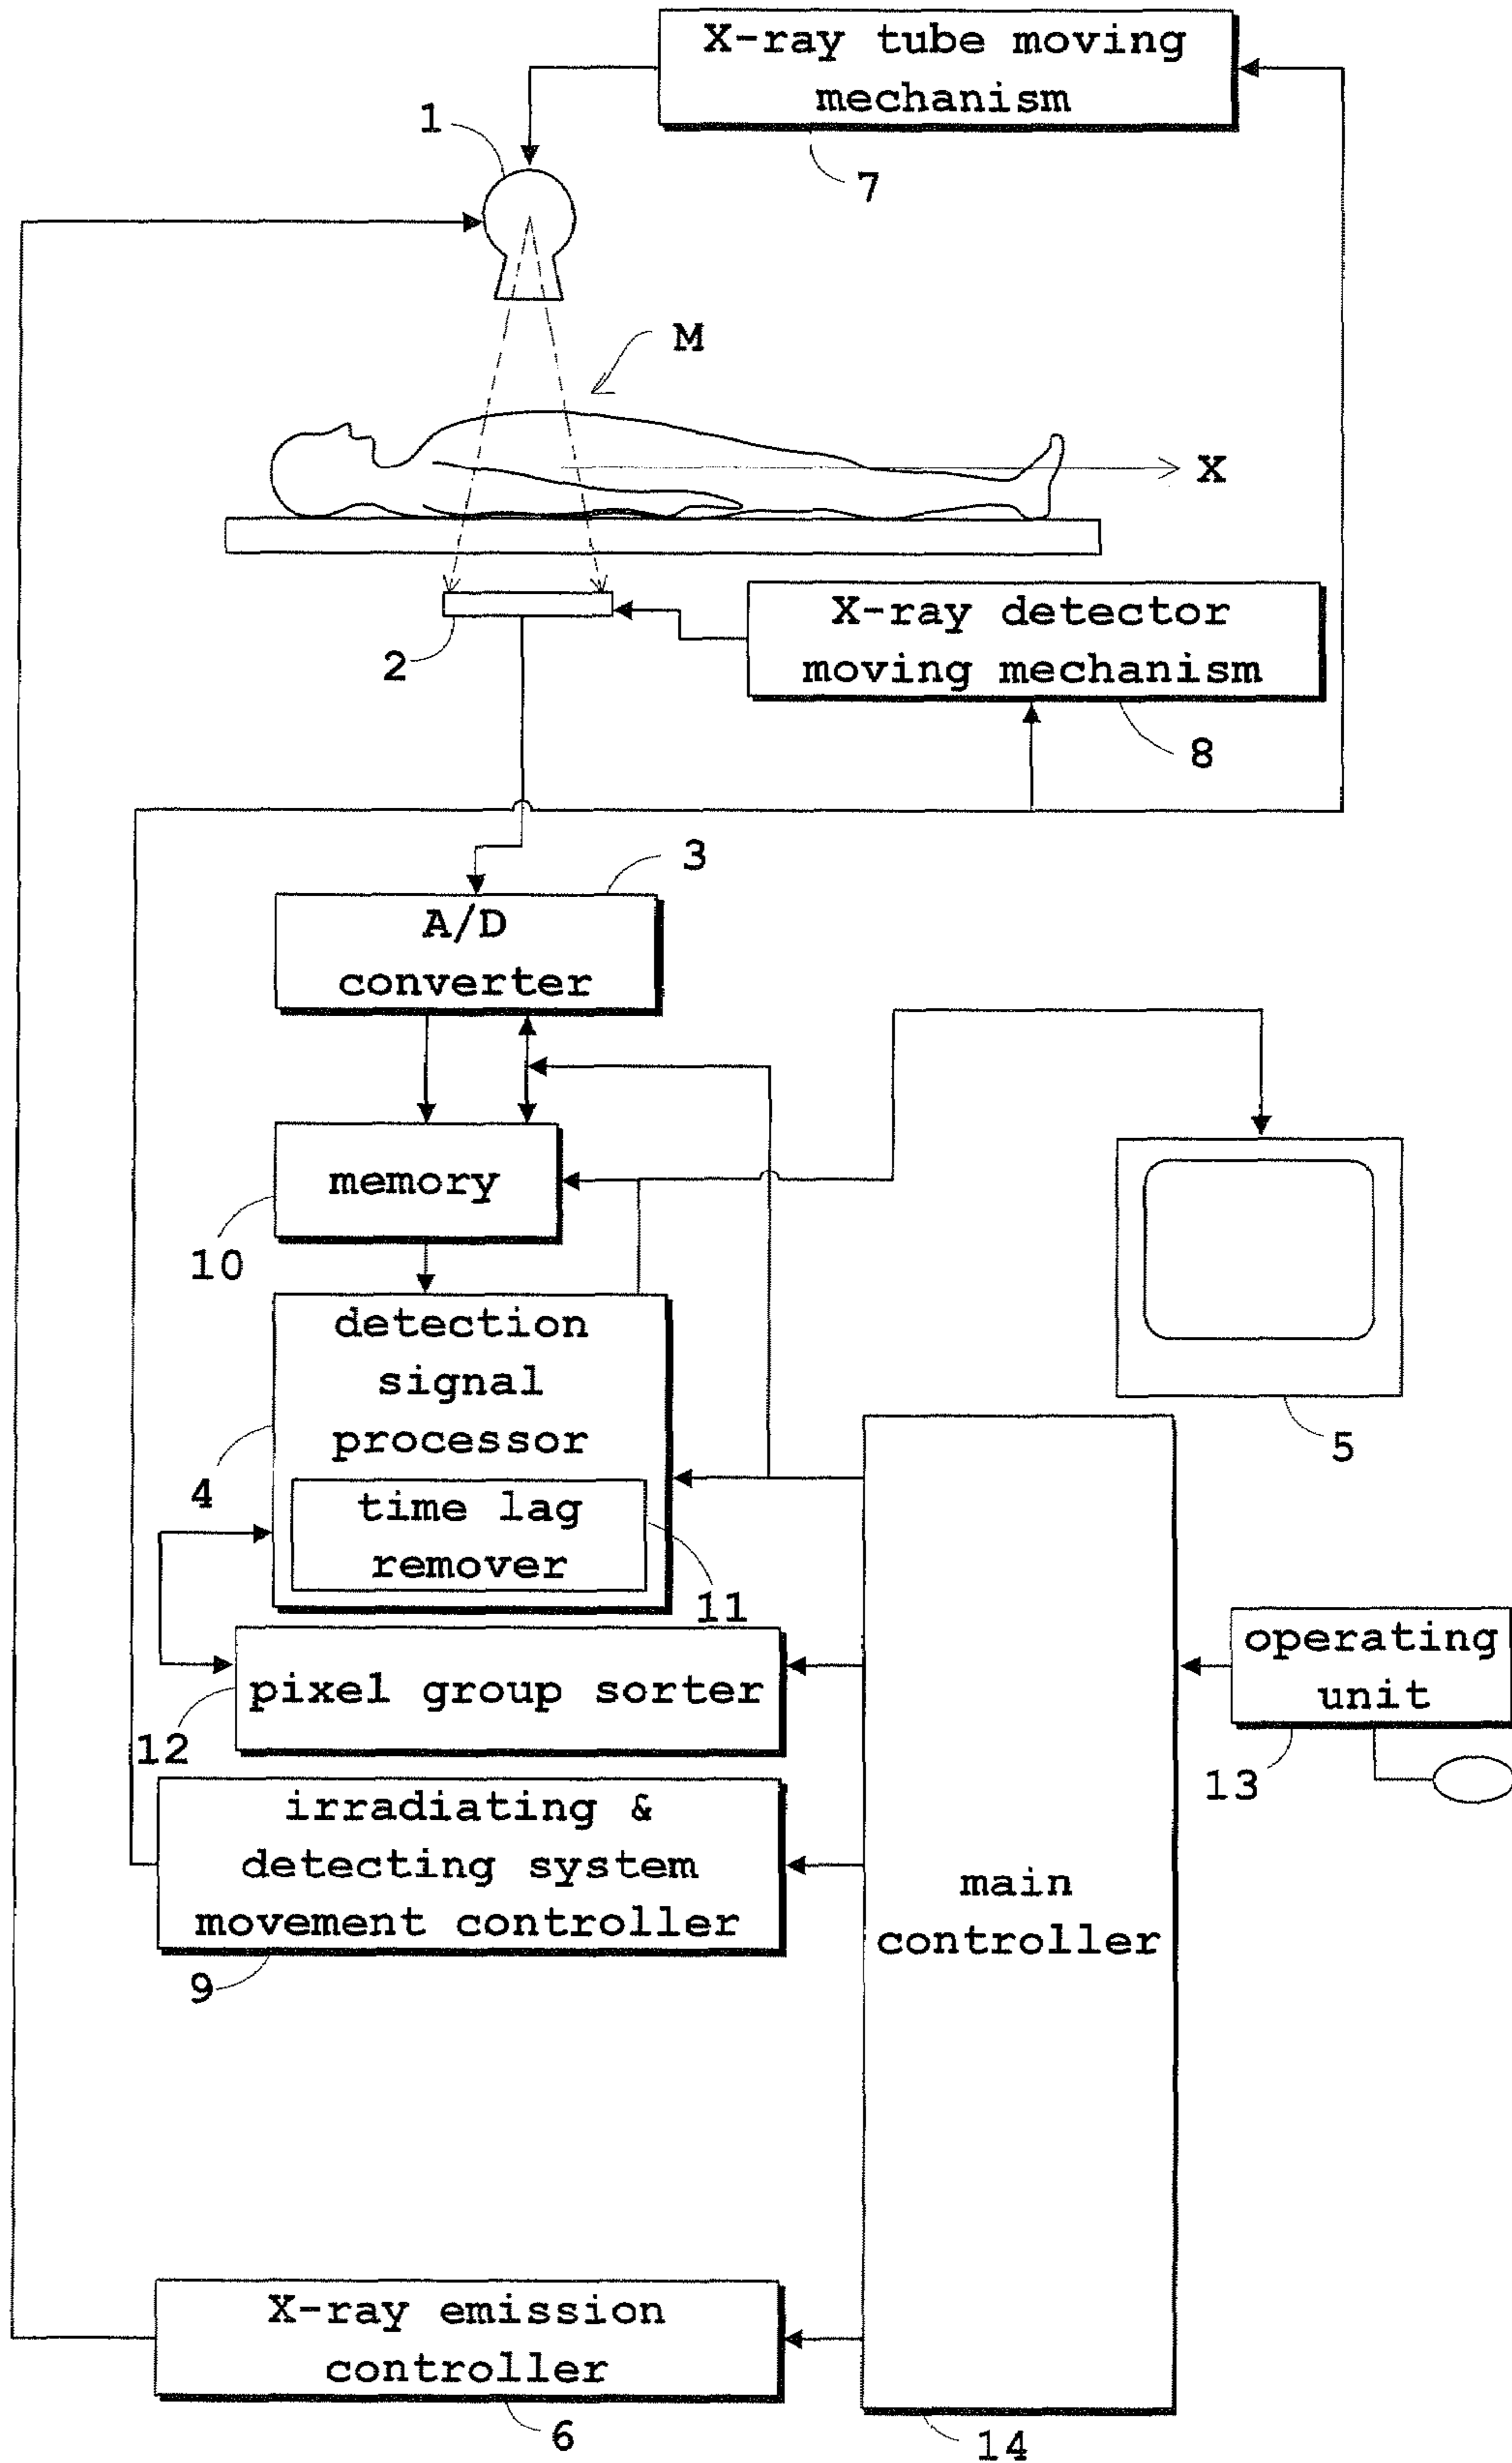 X-ray tube moving
mechanism
1
7
M
X
X-ray detector
moving mechanism
2
8
3
A/D
converter
memory
10
detection
signal
processor
4
5
time lag
remover
11
operating
unit
pixel group sorter
12
13
irradiating &
detecting system
movement controller
main
controller
9
X-ray emission
controller
6
14